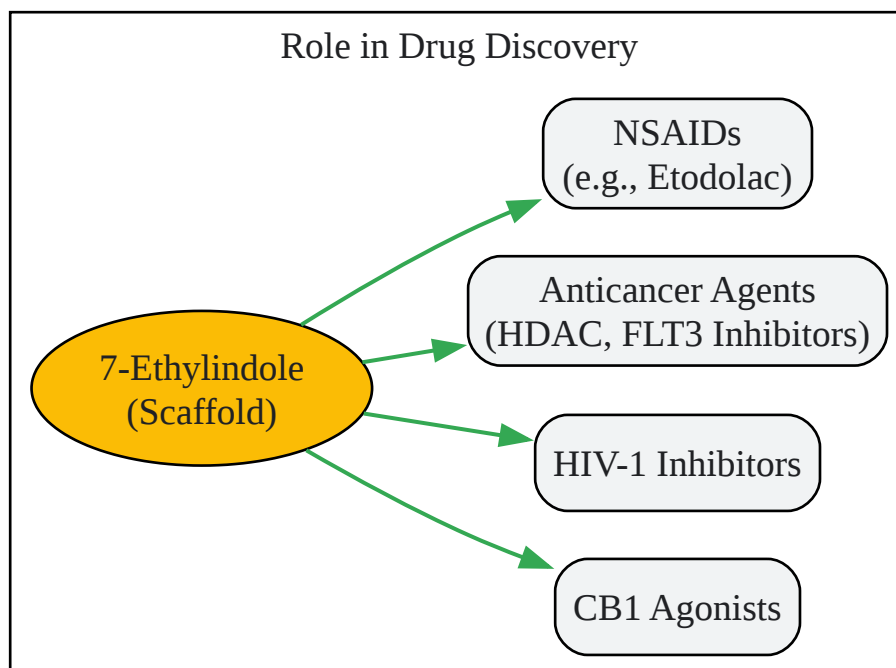 Role in Drug Discovery
NSAIDs
(e.g., Etodolac)
Anticancer Agents
(HDAC, FLT3 Inhibitors)
7-Ethylindole
(Scaffold)
HIV-1 Inhibitors
CB1 Agonists